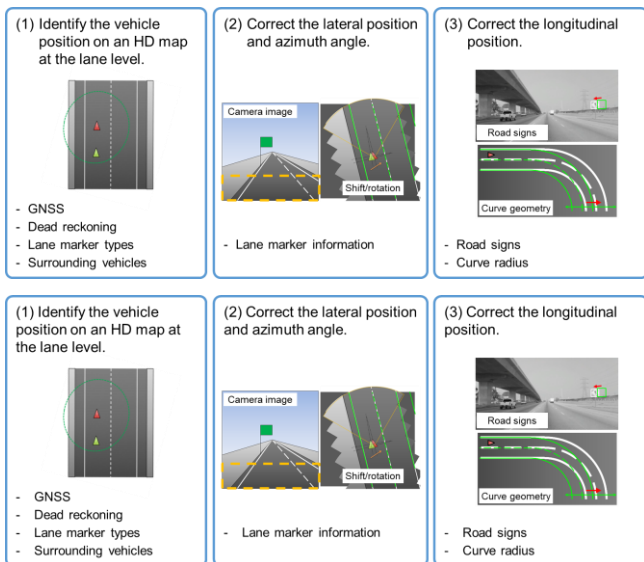 (1) Identify the vehicle
position on an HD map
at the lane level.
- GNSS
- Dead reckoning
- Lane marker types
- Surrounding vehicles
(2) Correct the lateral position
and azimuth angle.
Camera image
Shift/rotation
- Lane marker information
(3) Correct the longitudinal
position.
Road signs
Curve geometry
- Road signs
- Curve radius
(1) Identify the vehicle
position on an HD map at
the lane level.
- GNSS
- Dead reckoning
- Lane marker types
- Surrounding vehicles
(2) Correct the lateral position
and azimuth angle.
Camera image
Shift/rotation
- Lane marker information
(3) Correct the longitudinal
position.
Road signs
Curve geometry
- Road signs
- Curve radius